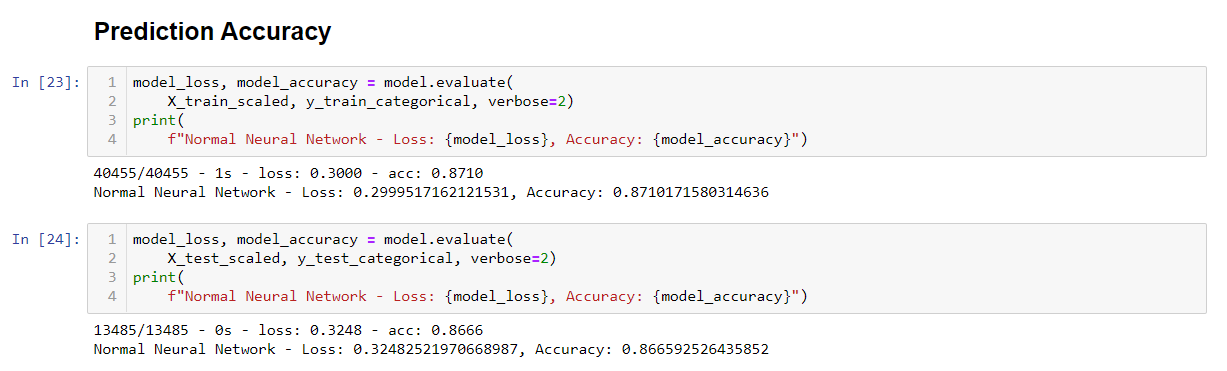 Prediction Accuracy
In [23]:
1 model_loss, model_accuracy = model.evaluate(
2     X_train_scaled, y_train_categorical, verbose=2)
3 print(
4     f"Normal Neural Network - Loss: {model_loss}, Accuracy: {model_accuracy}")
40455/40455 - 1s - loss: 0.3000 - acc: 0.8710
Normal Neural Network - Loss: 0.2999517162121531, Accuracy: 0.8710171580314636
In [24]:
1 model_loss, model_accuracy = model.evaluate(
2     X_test_scaled, y_test_categorical, verbose=2)
3 print(
4     f"Normal Neural Network - Loss: {model_loss}, Accuracy: {model_accuracy}")
13485/13485 - 0s - loss: 0.3248 - acc: 0.8666
Normal Neural Network - Loss: 0.32482521970668987, Accuracy: 0.866592526435852